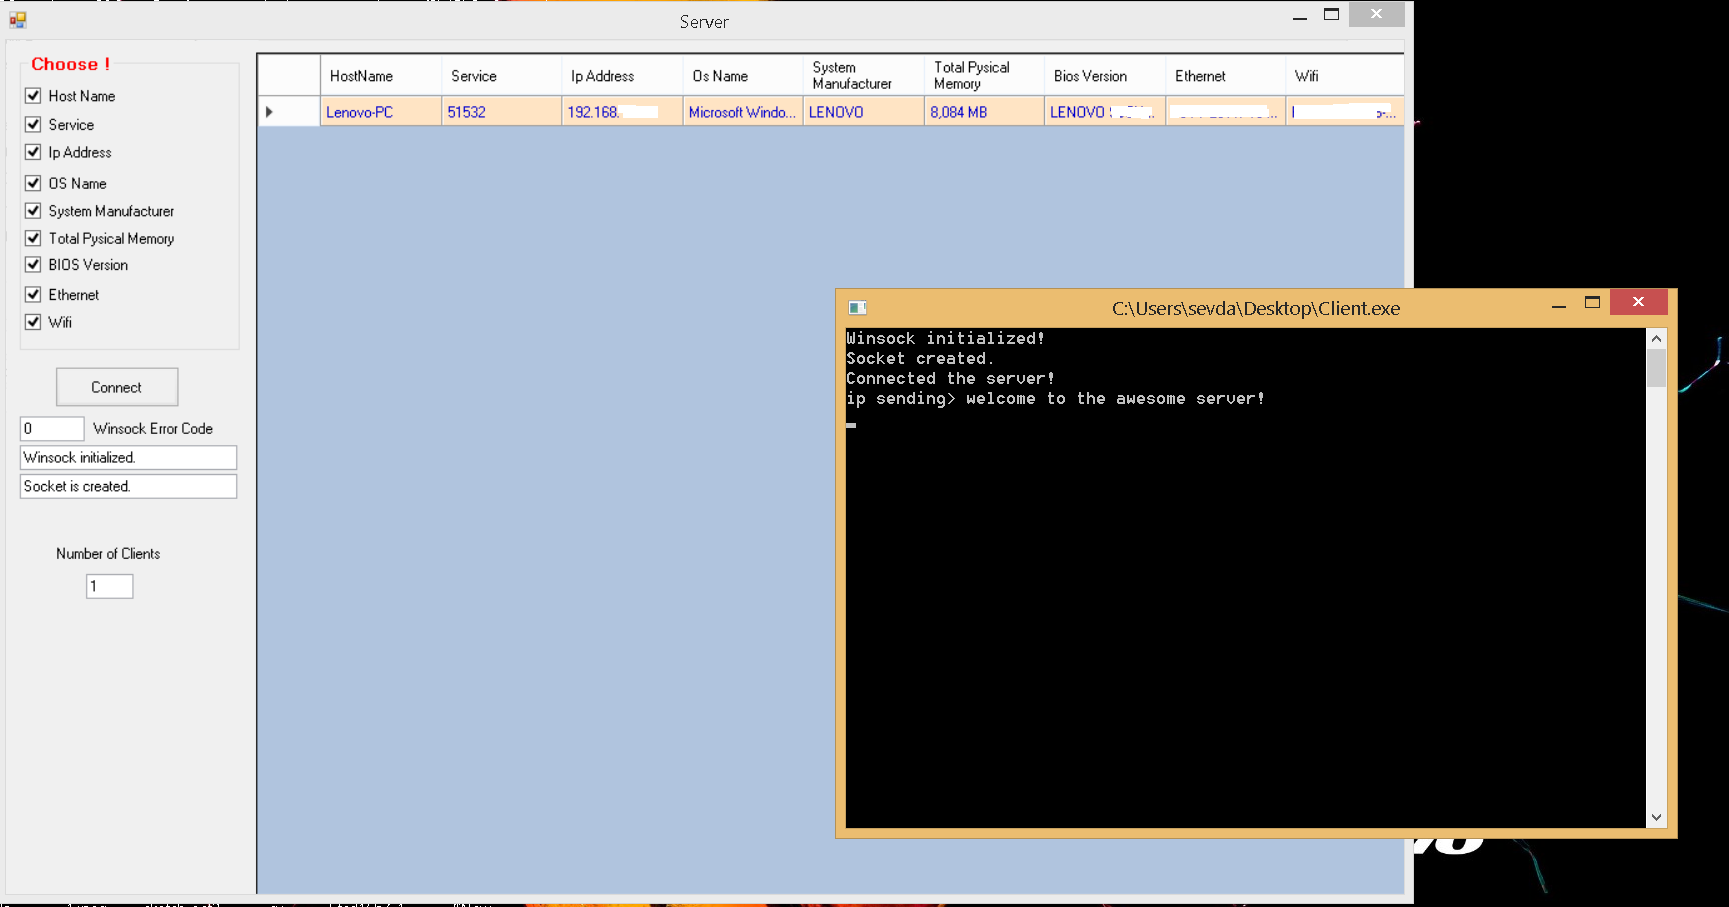 Server
Choose !
Host Name
Service
Ip Address
OS Name
System Manufacturer
Total Pysical Memory
BIOS Version
Ethernet
Wifi
Connect
0 Winsock Error Code
Winsock initialized.
Socket is created.
Number of Clients
1
HostName Service Ip Address Os Name System Manufacturer Total Pysical Memory Bios Version Ethernet Wifi
Lenovo-PC 51532 192.168. Microsoft Windo... LENOVO 8,084 MB LENOVO
C:\Users\sevda\Desktop\Client.exe
Winsock initialized!
Socket created.
Connected the server!
ip sending> welcome to the awesome server!